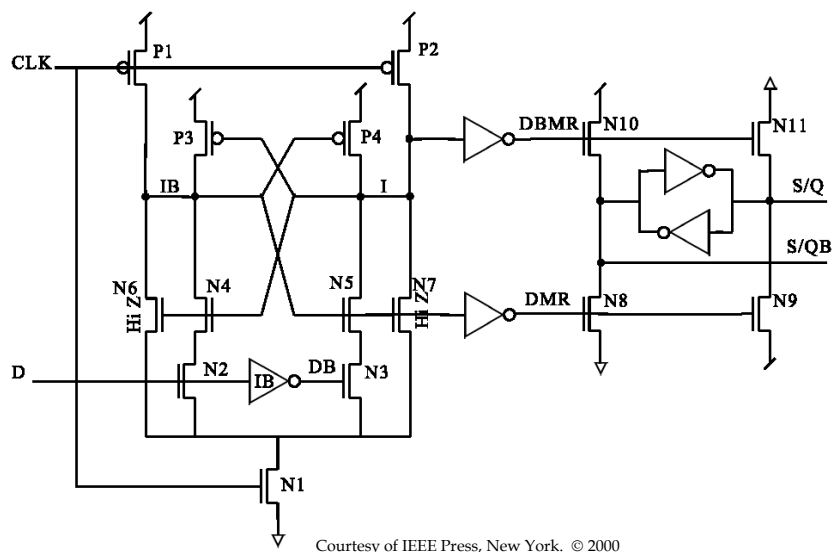 P1
P2
CLK
DBMR
N10
N11
P3
P4
IB
I
S/Q
S/QB
N6
Hi Z
N4
N5
N7
Hi Z
DMR
N8
N9
D
N2
IB
DB
N3
N1
Courtesy of IEEE Press, New York. © 2000